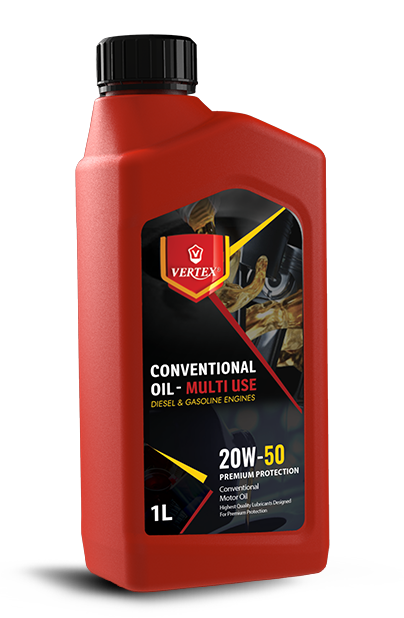 VERTEX®
CONVENTIONAL
OIL - MULTI USE
DIESEL & GASOLINE ENGINES
20W-50
PREMIUM PROTECTION
Conventional
Motor Oil
Highest Quality Lubricants Designed
For Premium Protection
1L